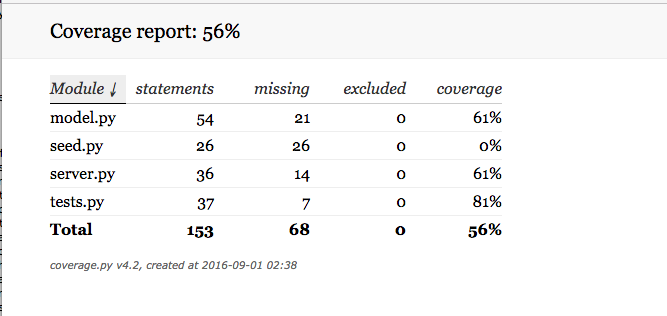 Coverage report: 56%
Module ↓ statements missing excluded coverage
model.py 54 21 0 61%
seed.py 26 26 0 0%
server.py 36 14 0 61%
tests.py 37 7 0 81%
Total 153 68 0 56%
coverage.py v4.2, created at 2016-09-01 02:38